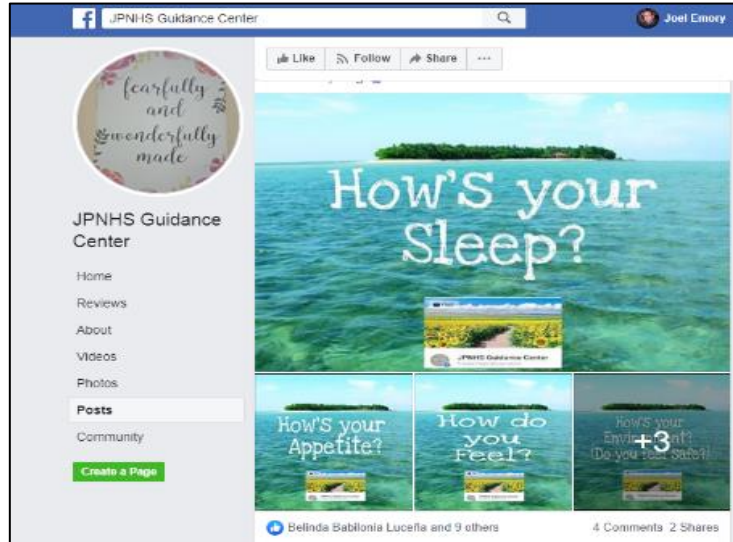 JPNHS Guidance Center
Joel Emory
Like Follow Share ...
fearfully
and
wonderfully
made
JPNHS Guidance
Center
Home
Reviews
About
Videos
Photos
Posts
Community
Create a Page
How's your
Sleep?
JPNHS Guidance Center
How's your
Appetite?
How do
you
Feel?
How's your
Environment?
(Do you feel Safe?)
+3
Belinda Babilonia Luceña and 9 others
4 Comments 2 Shares